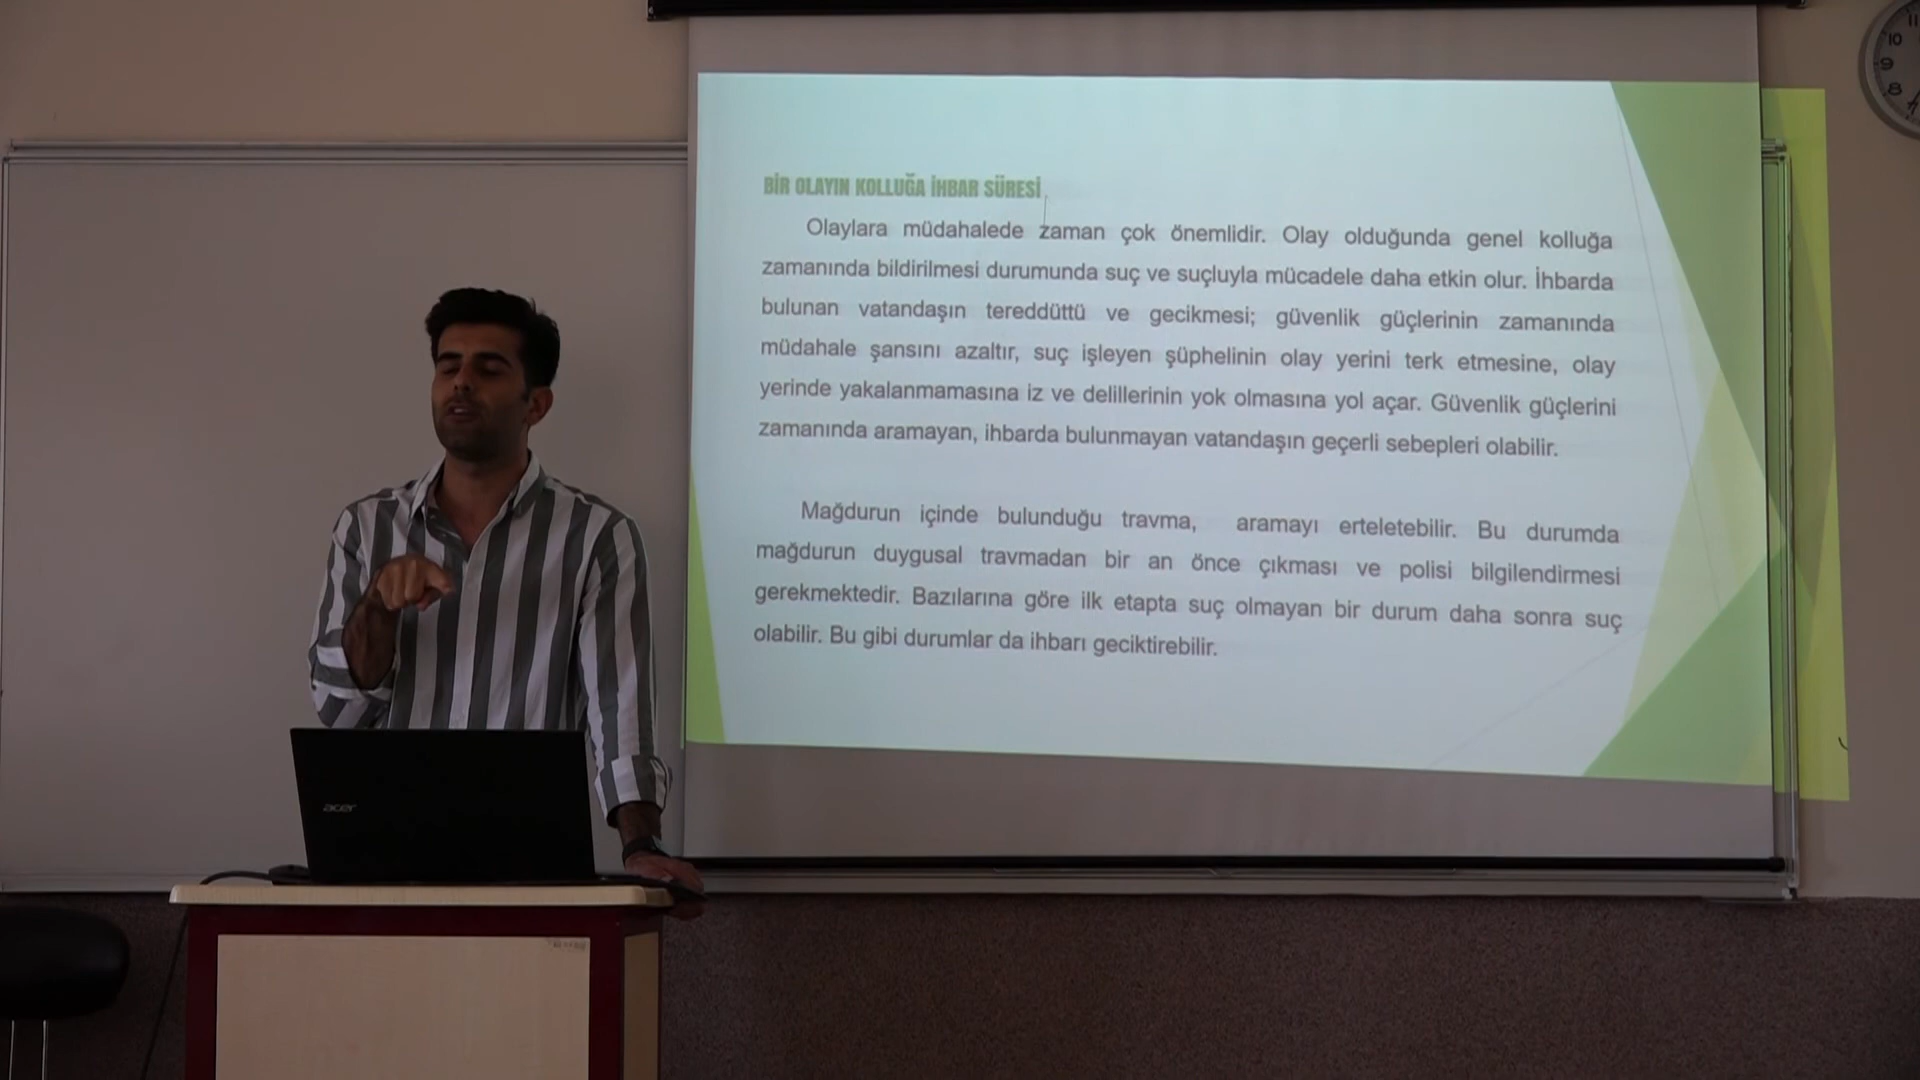 BİR OLAYIN KOLLUĞA İHBAR SÜRESİ
Olaylara müdahalede zaman çok önemlidir. Olay olduğunda genel kolluğa
zamanında bildirilmesi durumunda suç ve suçluyla mücadele daha etkin olur. İhbarda
bulunan vatandaşın tereddüttü ve gecikmesi; güvenlik güçlerinin zamanında
müdahale şansını azaltır, suç işleyen şüphelinin olay yerini terk etmesine, olay
yerinde yakalanmamasına iz ve delillerinin yok olmasına yol açar. Güvenlik güçlerini
zamanında aramayan, ihbarda bulunmayan vatandaşın geçerli sebepleri olabilir.
Mağdurun içinde bulunduğu travma, aramayı erteletebilir. Bu durumda
mağdurun duygusal travmadan bir an önce çıkması ve polisi bilgilendirmesi
gerekmektedir. Bazılarına göre ilk etapta suç olmayan bir durum daha sonra suç
olabilir. Bu gibi durumlar da ihbarı geciktirebilir.
acer
11
10
9
8